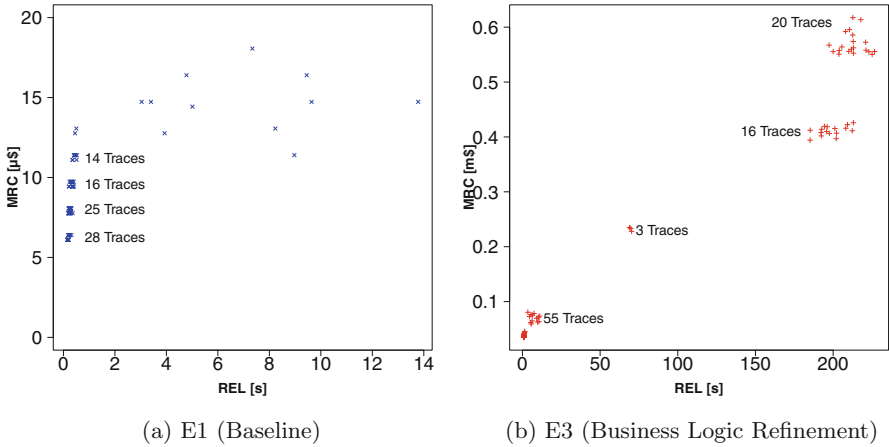 20
15
10
5
0
MRC [µ$]
14 Traces
16 Traces
25 Traces
28 Traces
0 2 4 6 8 10 12 14
REL [s]
(a) E1 (Baseline)
0.6
0.5
0.4
0.3
0.2
0.1
MRC [m$]
20 Traces
16 Traces
3 Traces
55 Traces
0 50 100 150 200
REL [s]
(b) E3 (Business Logic Refinement)